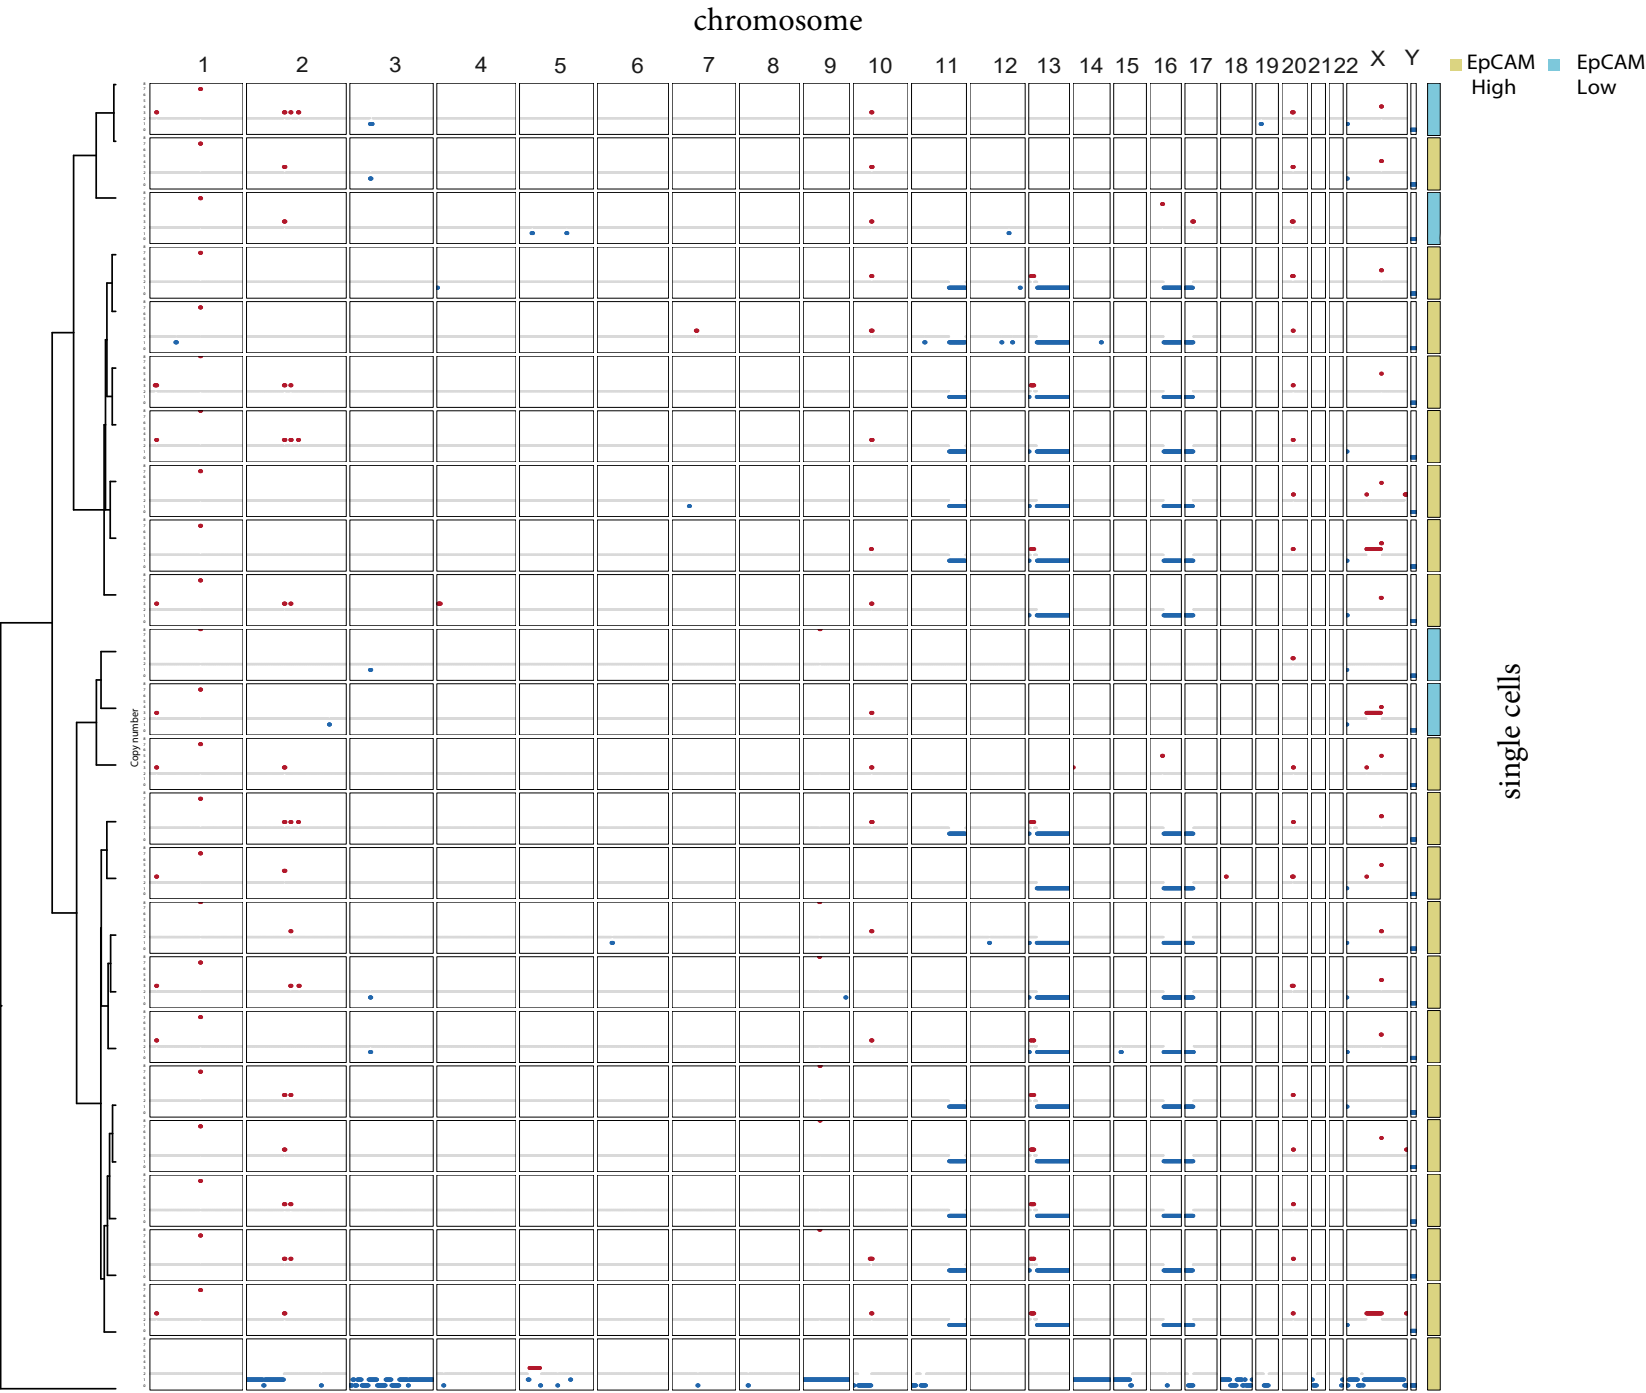 chromosome
1 2 3 4 5 6 7 8 9 10 11 12 13 14 15 16 17 18 19 20 21 22 X Y
EpCAM High
EpCAM Low
Copy number
single cells